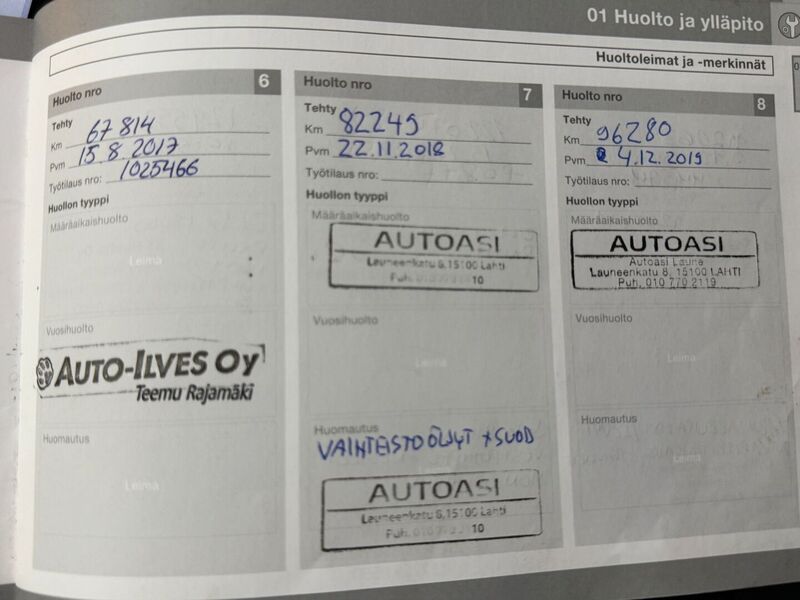 01 Huolto ja ylläpito
Huoltoleimat ja -merkinnät
Huolto nro 6
Tehty
Km 67 814
Pvm 15.8.2017
Työtilaus nro: 1025466
Huollon tyyppi
Määräaikaishuolto
Leima
Vuosihuolto
AUTO-ILVES OY
Teemu Rajamäki
Huomautus
Leima
Huolto nro 7
Tehty
Km 82249
Pvm 22.11.2018
Työtilaus nro:
Huollon tyyppi
Määräaikaishuolto
AUTOASI
Launeenkatu 8, 15100 Lahti
Puh. 10
Vuosihuolto
Leima
Huomautus
VAIHTEISTOÖLJYT + SUOD
AUTOASI
Launeenkatu 8, 15100 Lahti
Puh. 10
Huolto nro 8
Tehty
Km 96280
Pvm 4.12.2019
Työtilaus nro:
Huollon tyyppi
Määräaikaishuolto
AUTOASI
Autoasi Laune
Launeenkatu 8, 15100 LAHTI
Puh. 010 770 2119
Vuosihuolto
Leima
Huomautus
Leima